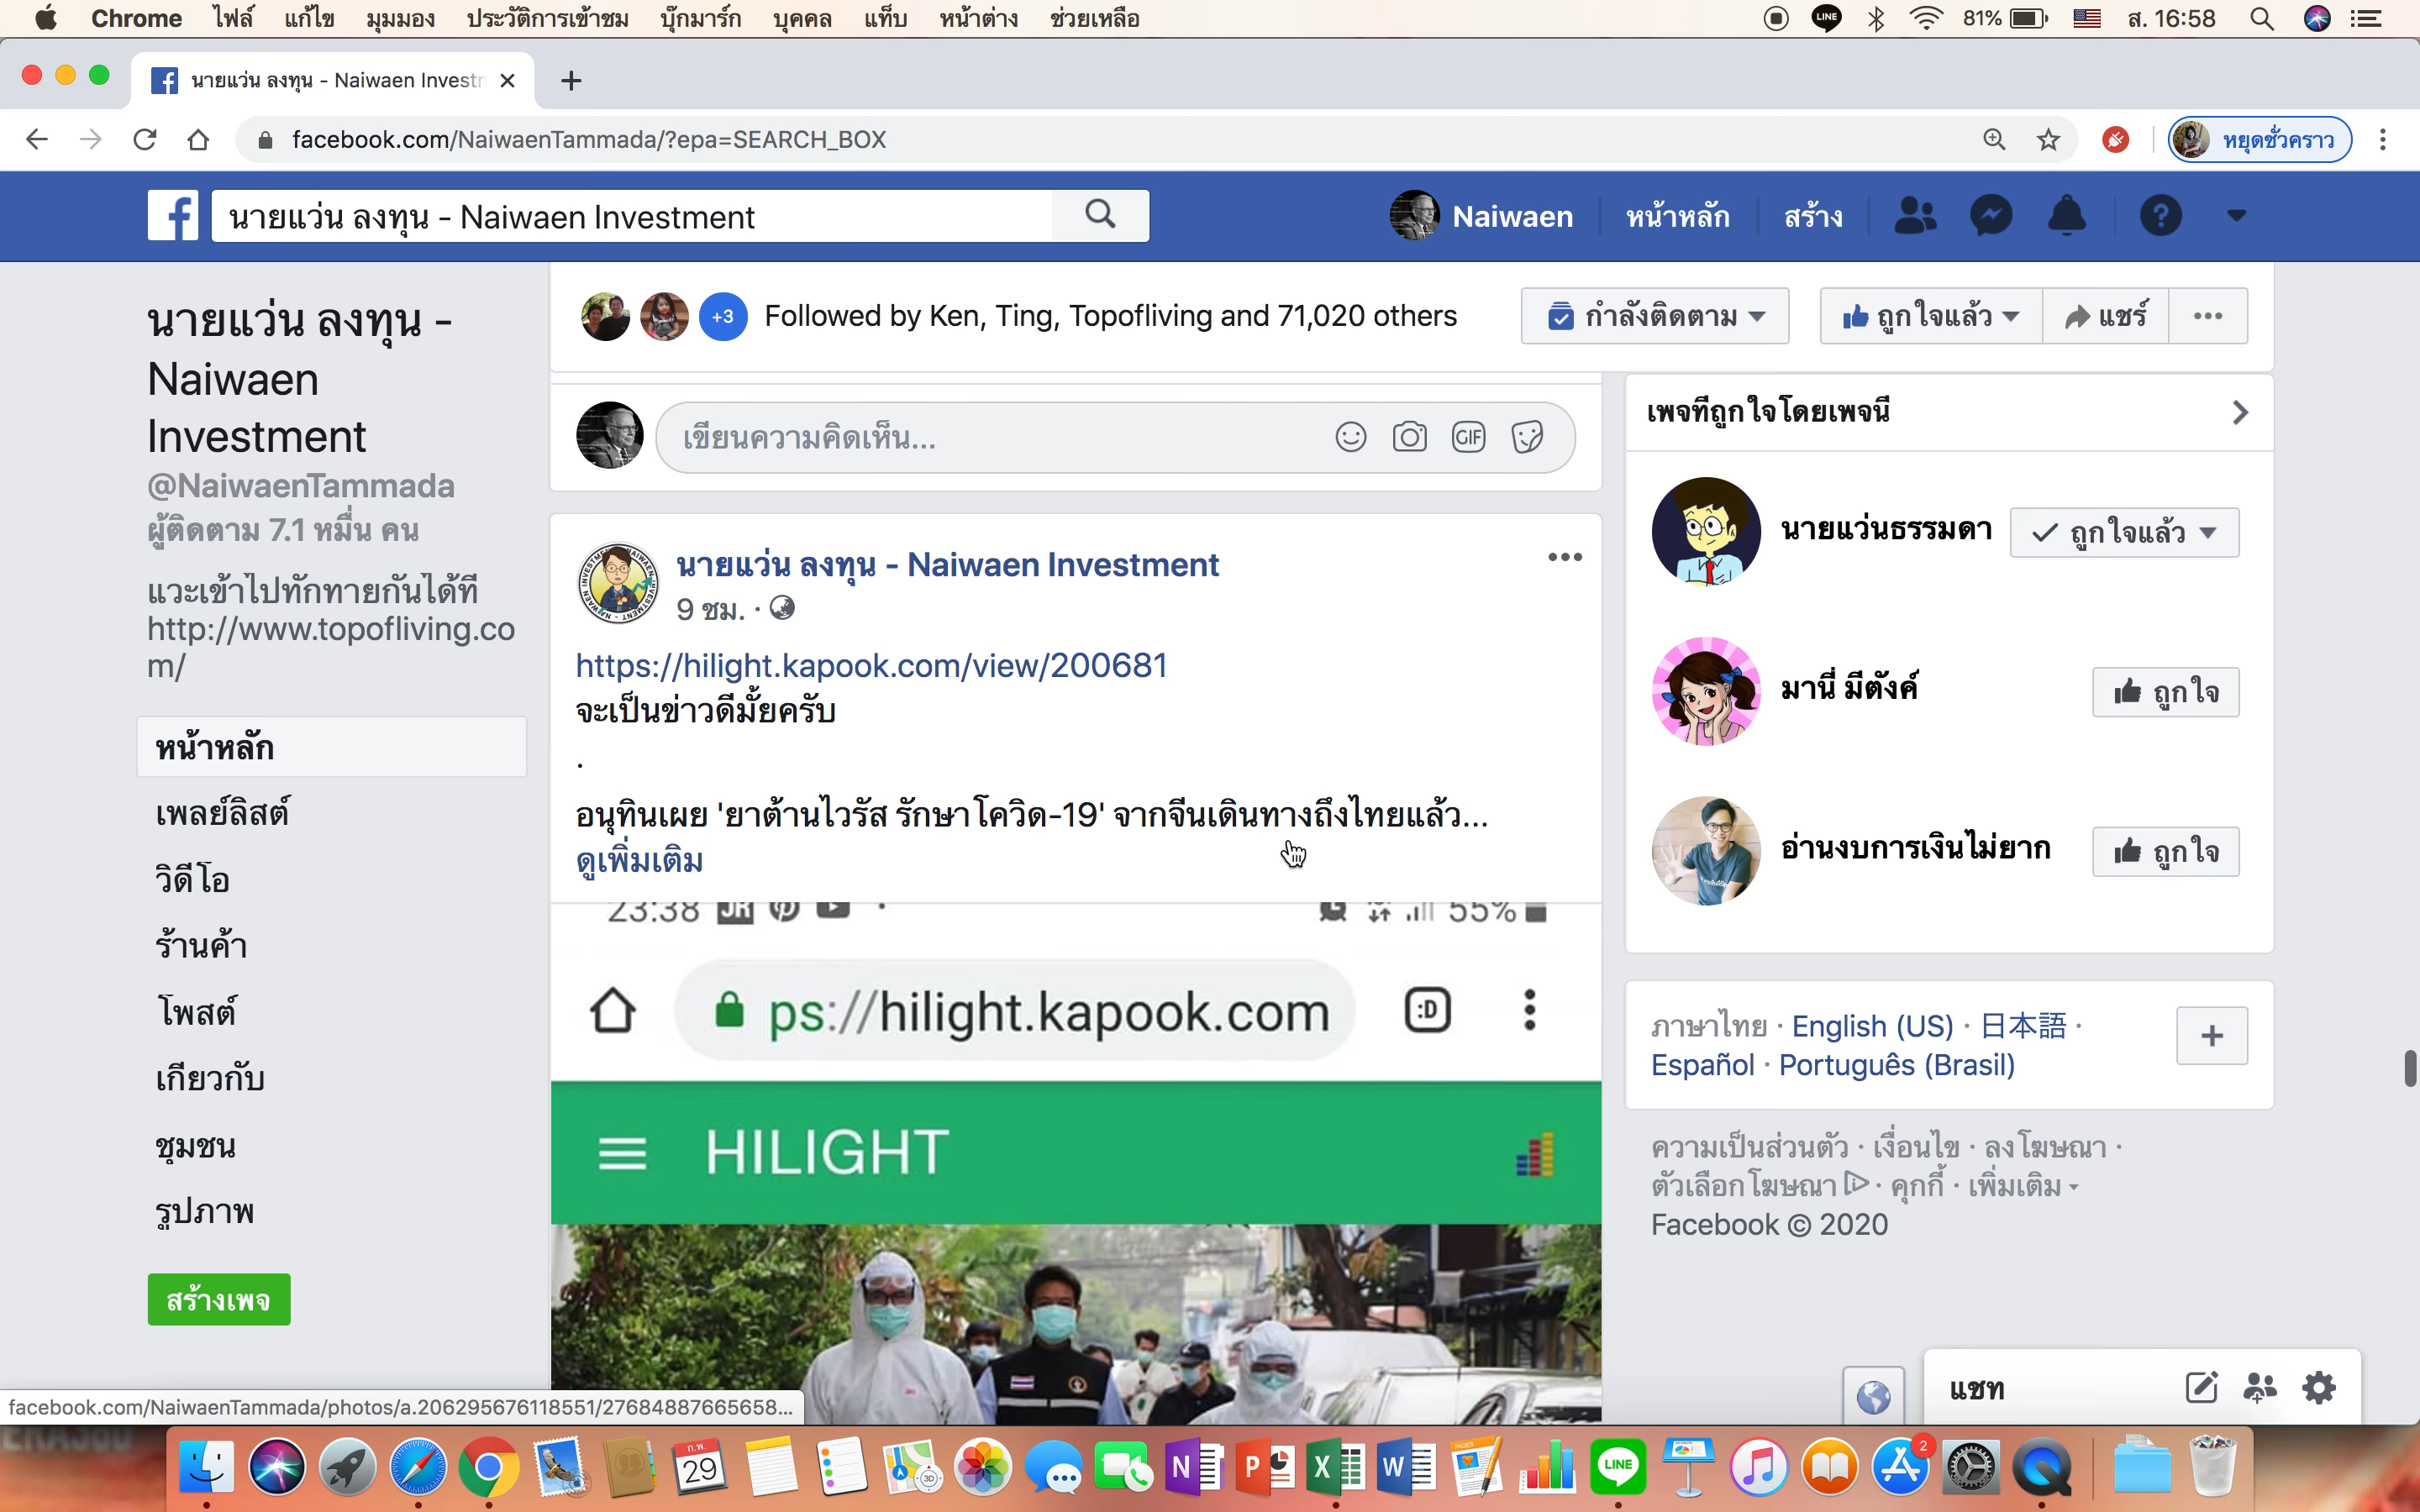 Chrome ไฟล์ แก้ไข มุมมอง ประวัติการเข้าชม บุ๊กมาร์ก บุคคล แท็บ หน้าต่าง ช่วยเหลือ
LINE 81% ส. 16:58
นายแว่น ลงทุน - Naiwaen Investm
facebook.com/NaiwaenTammada/?epa=SEARCH_BOX
หยุดชั่วคราว
นายแว่น ลงทุน - Naiwaen Investment
Naiwaen หน้าหลัก สร้าง
+3 Followed by Ken, Ting, Topofliving and 71,020 others
กำลังติดตาม ถูกใจแล้ว แชร์
นายแว่น ลงทุน -
Naiwaen
Investment
@NaiwaenTammada
ผู้ติดตาม 7.1 หมื่น คน
แวะเข้าไปทักทายกันได้ที่
http://www.topofliving.co
m/
หน้าหลัก
เพลย์ลิสต์
วิดีโอ
ร้านค้า
โพสต์
เกี่ยวกับ
ชุมชน
รูปภาพ
สร้างเพจ
เขียนความคิดเห็น...
GIF
นายแว่น ลงทุน - Naiwaen Investment
9 ชม. ·
https://hilight.kapook.com/view/200681
จะเป็นข่าวดีมั้ยครับ
.
อนุทินเผย 'ยาต้านไวรัส รักษาโควิด-19' จากจีนเดินทางถึงไทยแล้ว...
ดูเพิ่มเติม
23:38 55%
ps://hilight.kapook.com :D
HILIGHT
เพจที่ถูกใจโดยเพจนี้
นายแว่นธรรมดา ถูกใจแล้ว
มานี่ มีตังค์ ถูกใจ
อ่านงบการเงินไม่ยาก ถูกใจ
ภาษาไทย · English (US) · 日本語 ·
Español · Português (Brasil)
ความเป็นส่วนตัว · เงื่อนไข · ลงโฆษณา ·
ตัวเลือกโฆษณา · คุกกี้ · เพิ่มเติม
Facebook © 2020
แชท
facebook.com/NaiwaenTammada/photos/a.206295676118551/27684887665658...
ก.พ.
29
3D
N P X W
PAGES
LINE
2